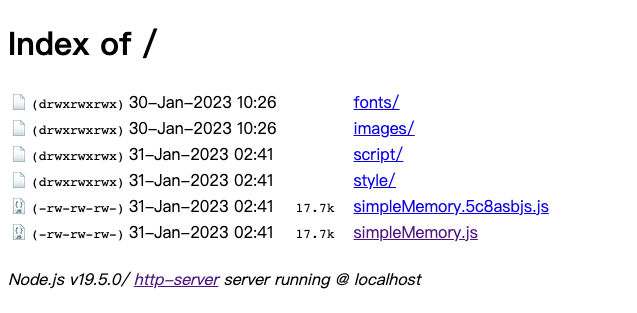 Index of /
(drwxrwxrwx) 30-Jan-2023 10:26 fonts/
(drwxrwxrwx) 30-Jan-2023 10:26 images/
(drwxrwxrwx) 31-Jan-2023 02:41 script/
(drwxrwxrwx) 31-Jan-2023 02:41 style/
(-rw-rw-rw-) 31-Jan-2023 02:41 17.7k simpleMemory.5c8asbjs.js
(-rw-rw-rw-) 31-Jan-2023 02:41 17.7k simpleMemory.js
Node.js v19.5.0/ http-server server running @ localhost